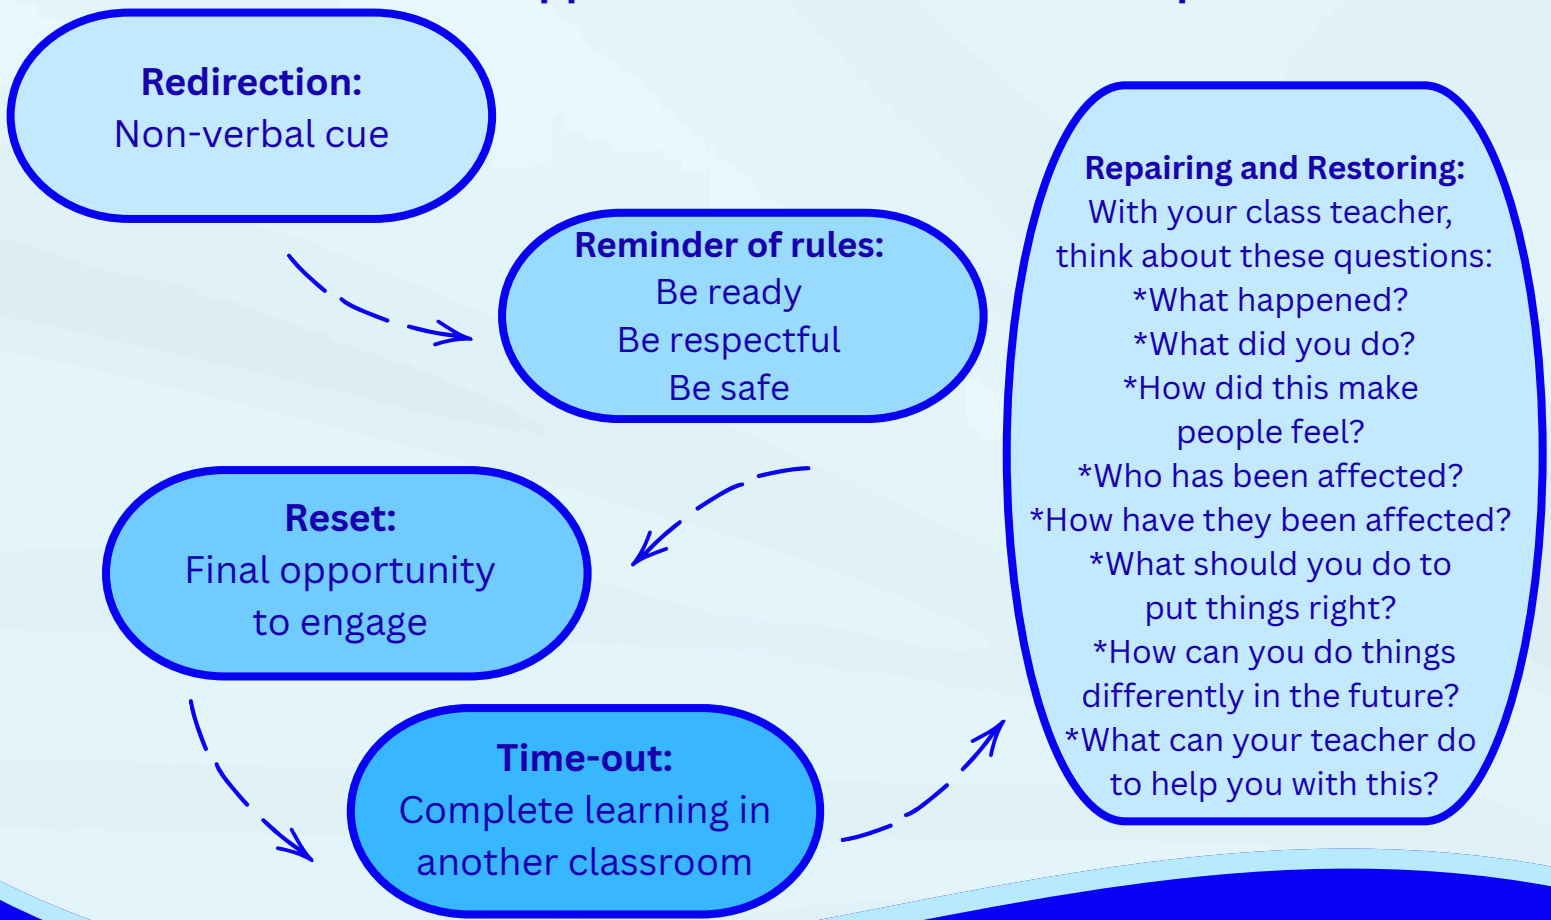 Redirection:
Non-verbal cue
Reminder of rules:
Be ready
Be respectful
Be safe
Reset:
Final opportunity
to engage
Time-out:
Complete learning in
another classroom
Repairing and Restoring:
With your class teacher,
think about these questions:
*What happened?
*What did you do?
*How did this make
people feel?
*Who has been affected?
*How have they been affected?
*What should you do to
put things right?
*How can you do things
differently in the future?
*What can your teacher do
to help you with this?